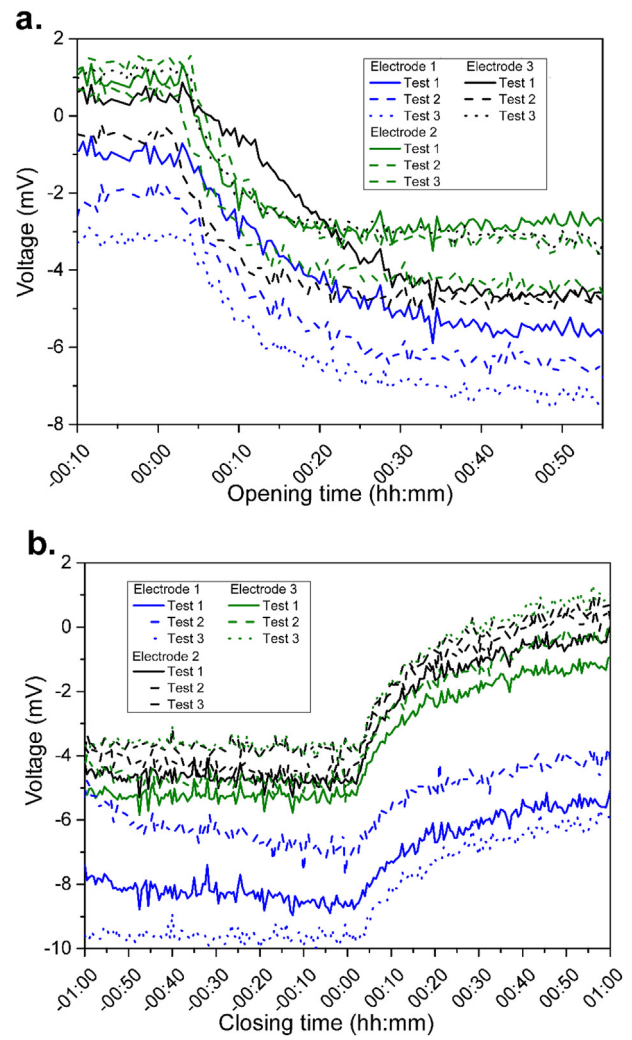 a.
2
0
-2
-4
-6
-8
Voltage (mV)
Electrode 1 Electrode 3
Test 1 Test 1
Test 2 Test 2
Test 3 Test 3
Electrode 2
Test 1
Test 2
Test 3
-00:10 00:00 00:10 00:20 00:30 00:40 00:50
Opening time (hh:mm)
b.
2
0
-2
-4
-6
-8
-10
Voltage (mV)
Electrode 1 Electrode 3
Test 1 Test 1
Test 2 Test 2
Test 3 Test 3
Electrode 2
Test 1
Test 2
Test 3
-01:00 -00:50 -00:40 -00:30 -00:20 -00:10 00:00 00:10 00:20 00:30 00:40 00:50 01:00
Closing time (hh:mm)